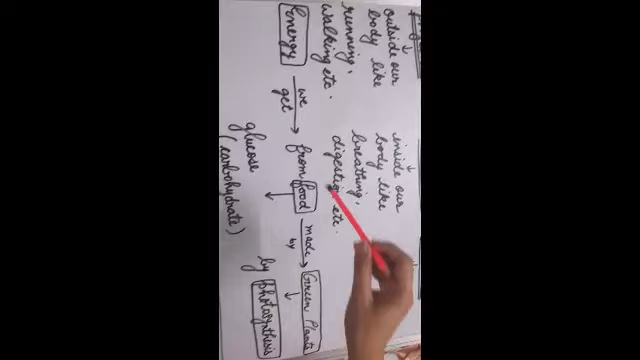 outside our
body like
running,
walking etc.
inside our
body like
breathing,
digestion etc.
Energy we get from food made by Green Plants
glucose
(carbohydrate)
by photosynthesis